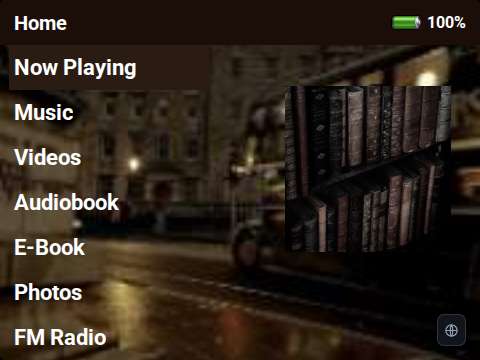 Home
100%
Now Playing
Music
Videos
Audiobook
E-Book
Photos
FM Radio